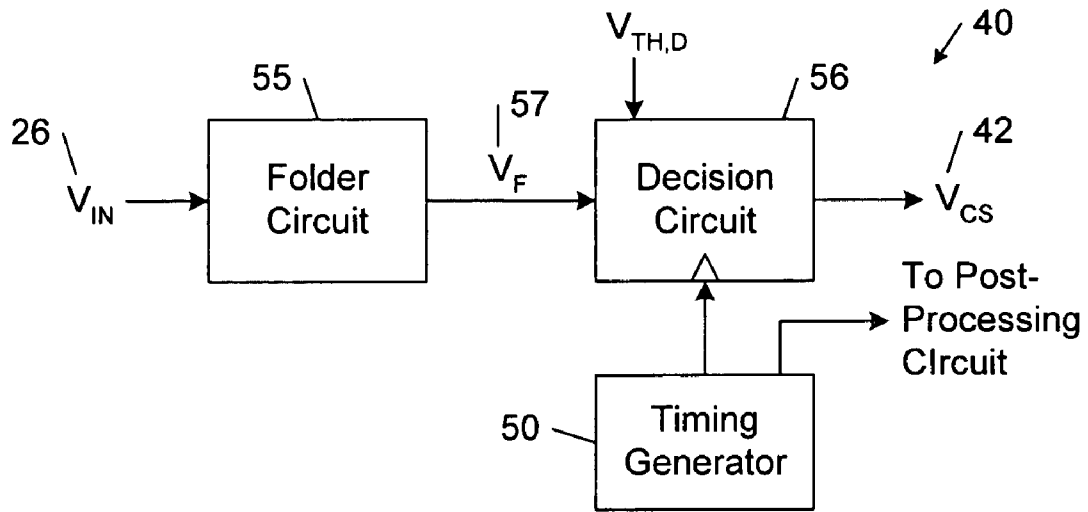 V_TH,D
40
55
57
56
26
42
V_IN
Folder
Circuit
V_F
Decision
Circuit
V_CS
To Post-
Processing
CIrcuit
50
Timing
Generator